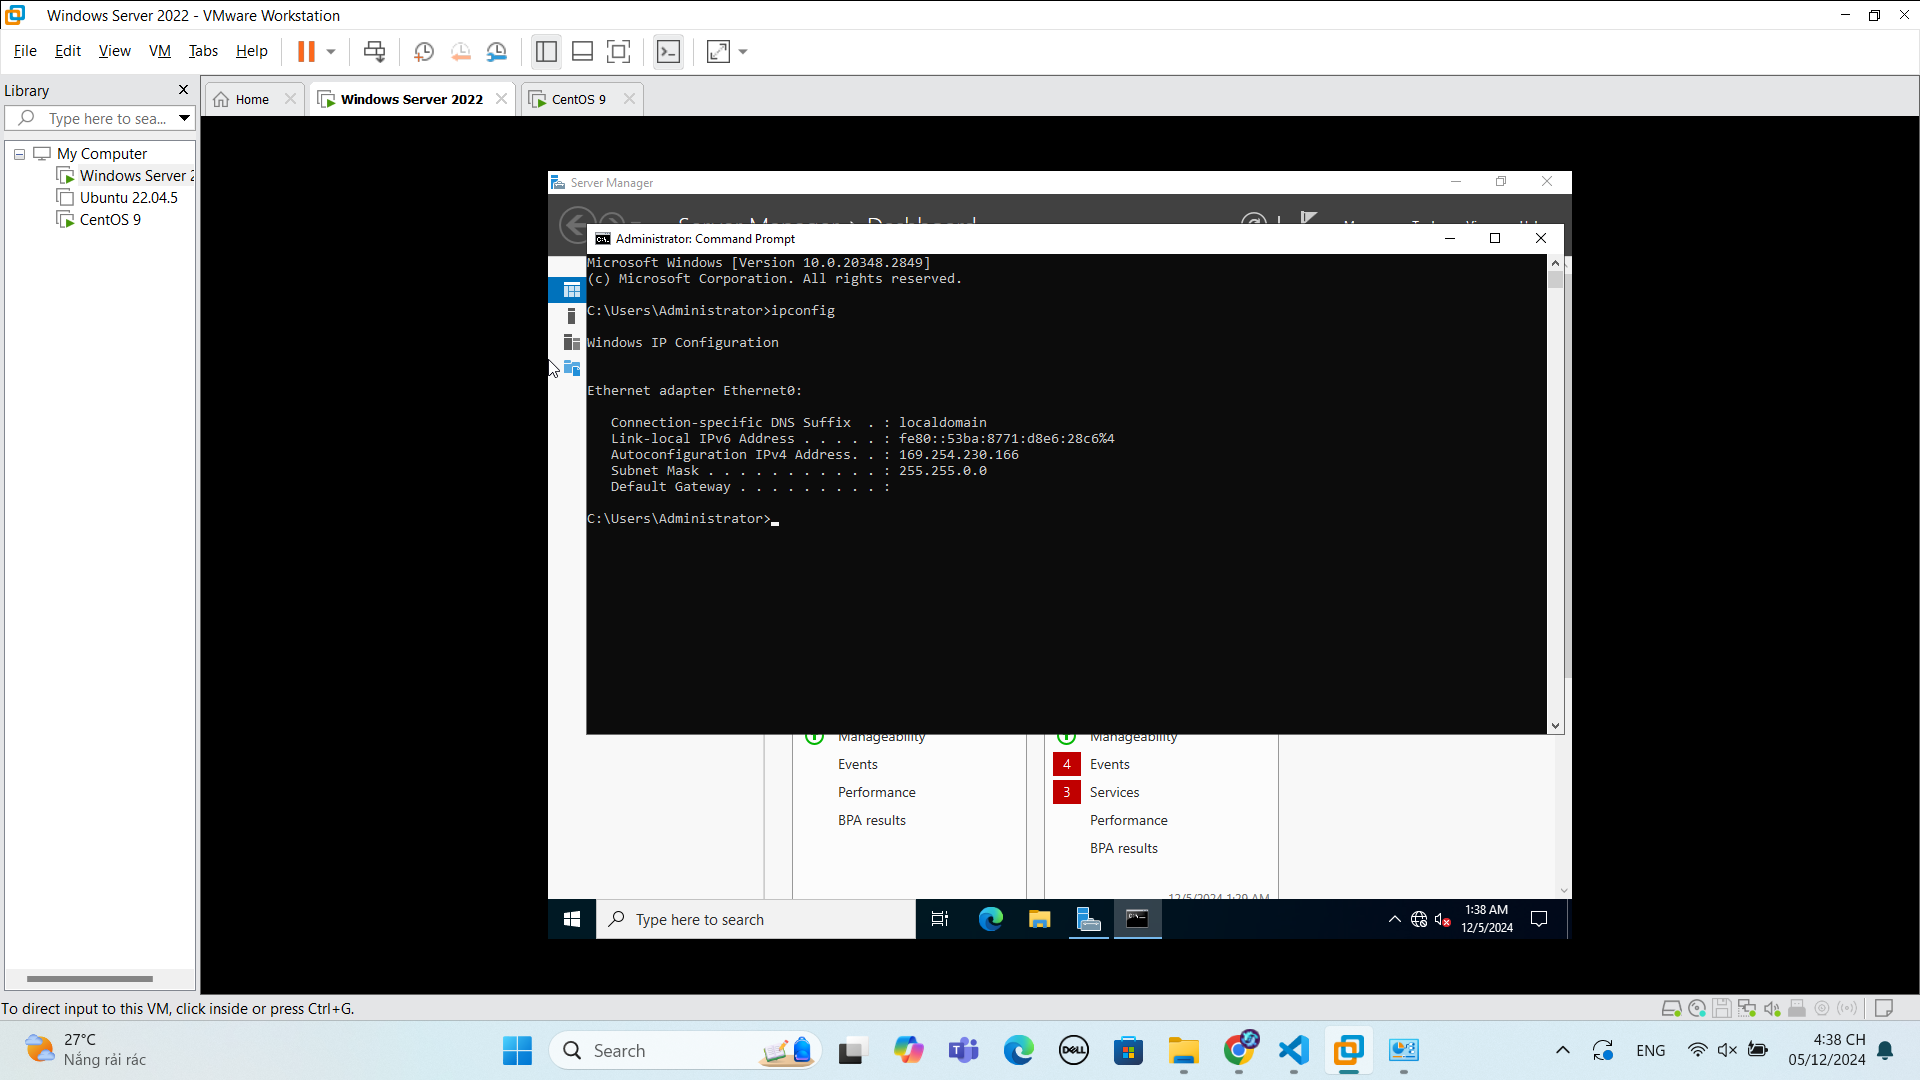 Windows Server 2022 - VMware Workstation
File Edit View VM Tabs Help
Library
Home
Windows Server 2022
CentOS 9
Type here to sea...
My Computer
Windows Server 2
Ubuntu 22.04.5
CentOS 9
Server Manager
Administrator: Command Prompt
Microsoft Windows [Version 10.0.20348.2849]
(c) Microsoft Corporation. All rights reserved.
C:\Users\Administrator>ipconfig
Windows IP Configuration
Ethernet adapter Ethernet0:
Connection-specific DNS Suffix . : localdomain
Link-local IPv6 Address . . . . . : fe80::53ba:8771:d8e6:28c6%4
Autoconfiguration IPv4 Address. . : 169.254.230.166
Subnet Mask . . . . . . . . . . . : 255.255.0.0
Default Gateway . . . . . . . . . :
C:\Users\Administrator>
Manageability
Events
Performance
BPA results
Manageability
4 Events
3 Services
Performance
BPA results
12/5/2024 1:29 AM
Type here to search
1:38 AM
12/5/2024
To direct input to this VM, click inside or press Ctrl+G.
27°C
Nắng rải rác
Search
DELL
ENG
4:38 CH
05/12/2024